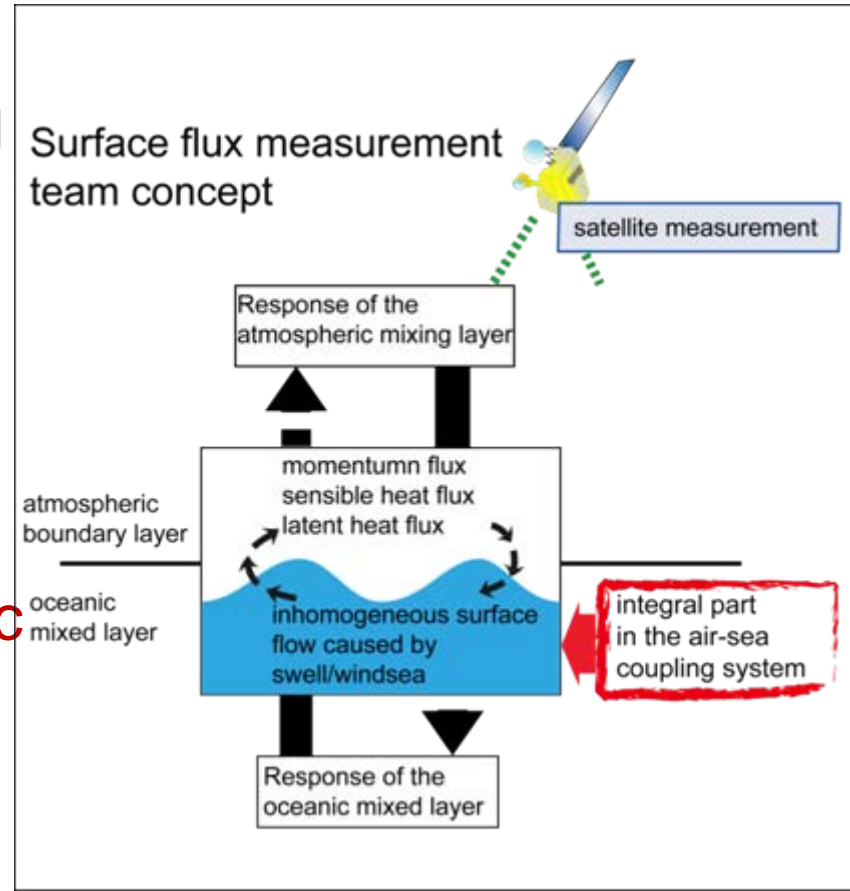 Surface flux measurement
team concept
satellite measurement
Response of the
atmospheric mixing layer
momentumn flux
sensible heat flux
latent heat flux
atmospheric
boundary layer
oceanic
mixed layer
inhomogeneous surface
flow caused by
swell/windsea
integral part
in the air-sea
coupling system
Response of the
oceanic mixed layer
c